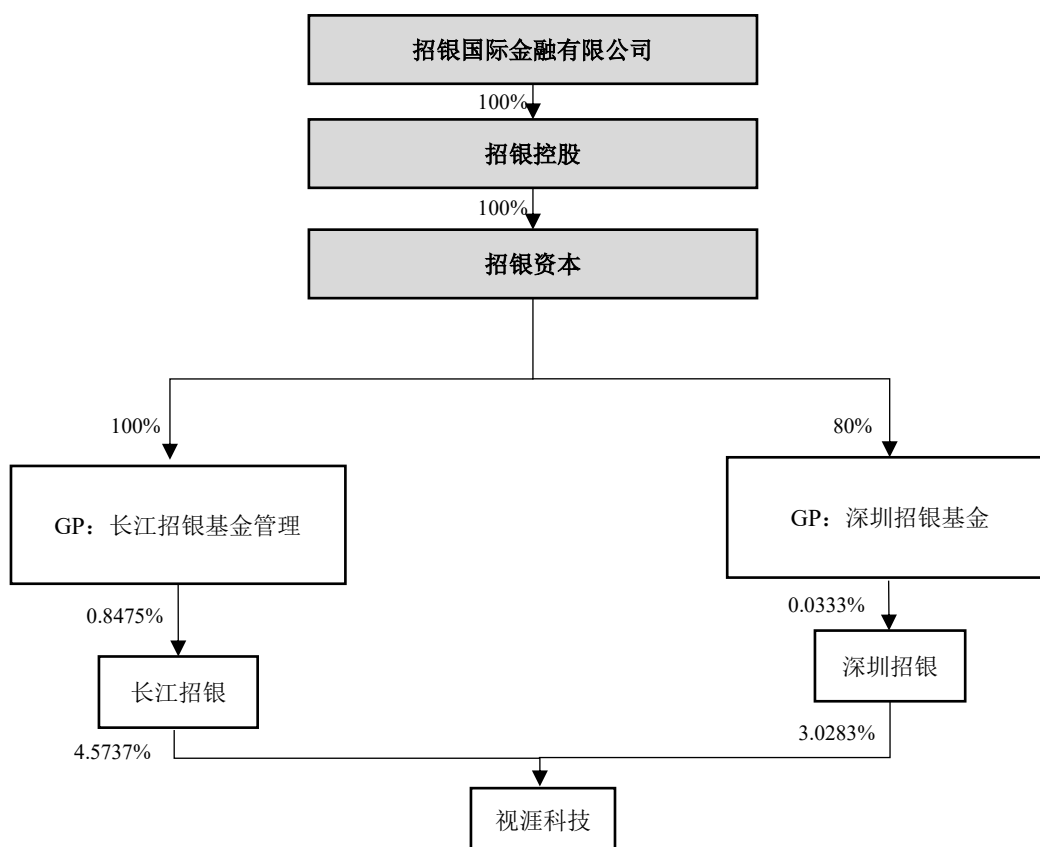 招银国际金融有限公司
100%
招银控股
100%
招银资本
100%
80%
GP：长江招银基金管理
GP：深圳招银基金
0.8475%
0.0333%
长江招银
深圳招银
4.5737%
3.0283%
视涯科技